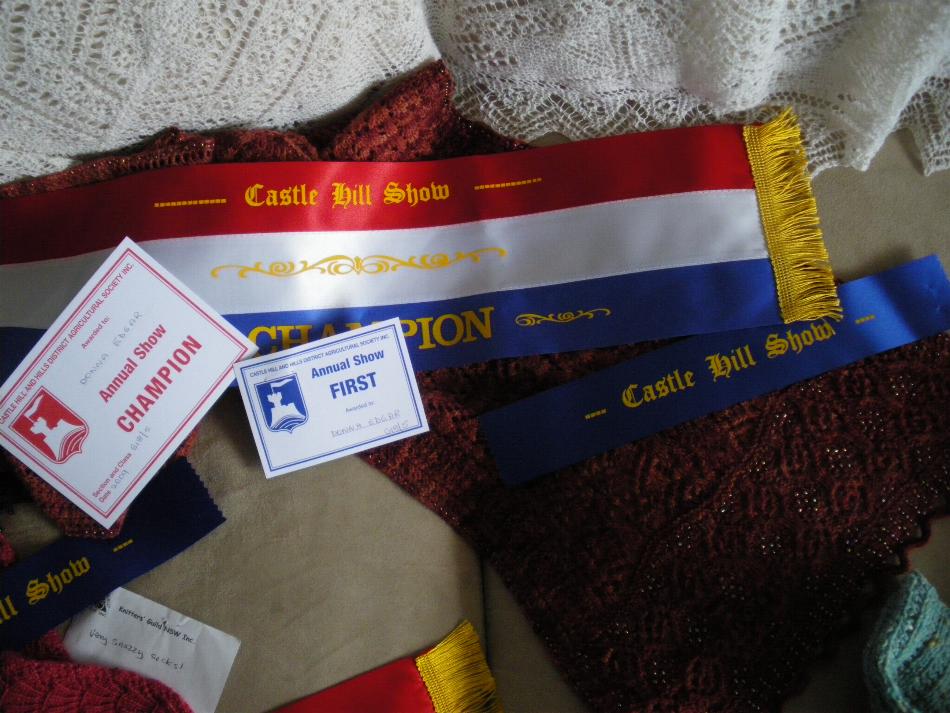 Castle Hill Show
CHAMPION
CASTLE HILL AND HILLS DISTRICT AGRICULTURAL SOCIETY INC.
Awarded to:
DONNA EDGAR
Annual Show
CHAMPION
Section and Class
Date 2009
CASTLE HILL AND HILLS DISTRICT AGRICULTURAL SOCIETY INC.
Annual Show
FIRST
Awarded to:
DONNA EDGAR
Castle Hill Show
ll Show
Knitters' Guild NSW Inc.
Very snazzy socks!